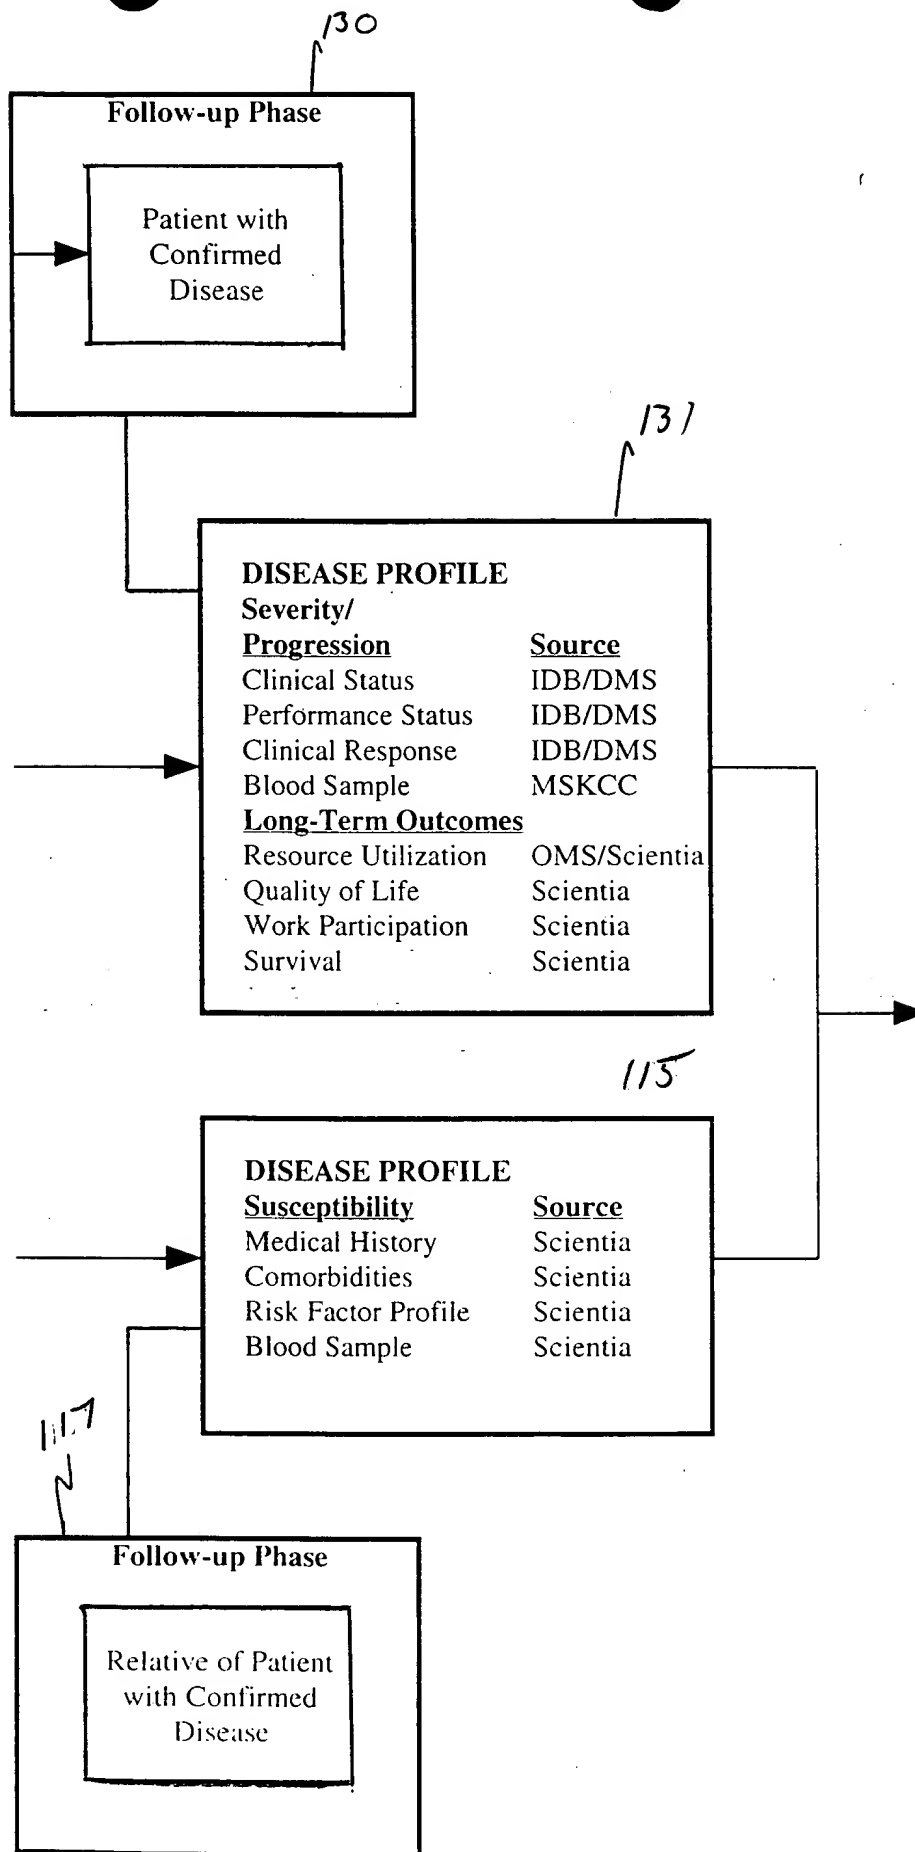 130
Follow-up Phase
Patient with
Confirmed
Disease
131
DISEASE PROFILE
Severity/
Progression Source
Clinical Status IDB/DMS
Performance Status IDB/DMS
Clinical Response IDB/DMS
Blood Sample MSKCC
Long-Term Outcomes
Resource Utilization OMS/Scientia
Quality of Life Scientia
Work Participation Scientia
Survival Scientia
115
DISEASE PROFILE
Susceptibility Source
Medical History Scientia
Comorbidities Scientia
Risk Factor Profile Scientia
Blood Sample Scientia
Follow-up Phase
Relative of Patient
with Confirmed
Disease